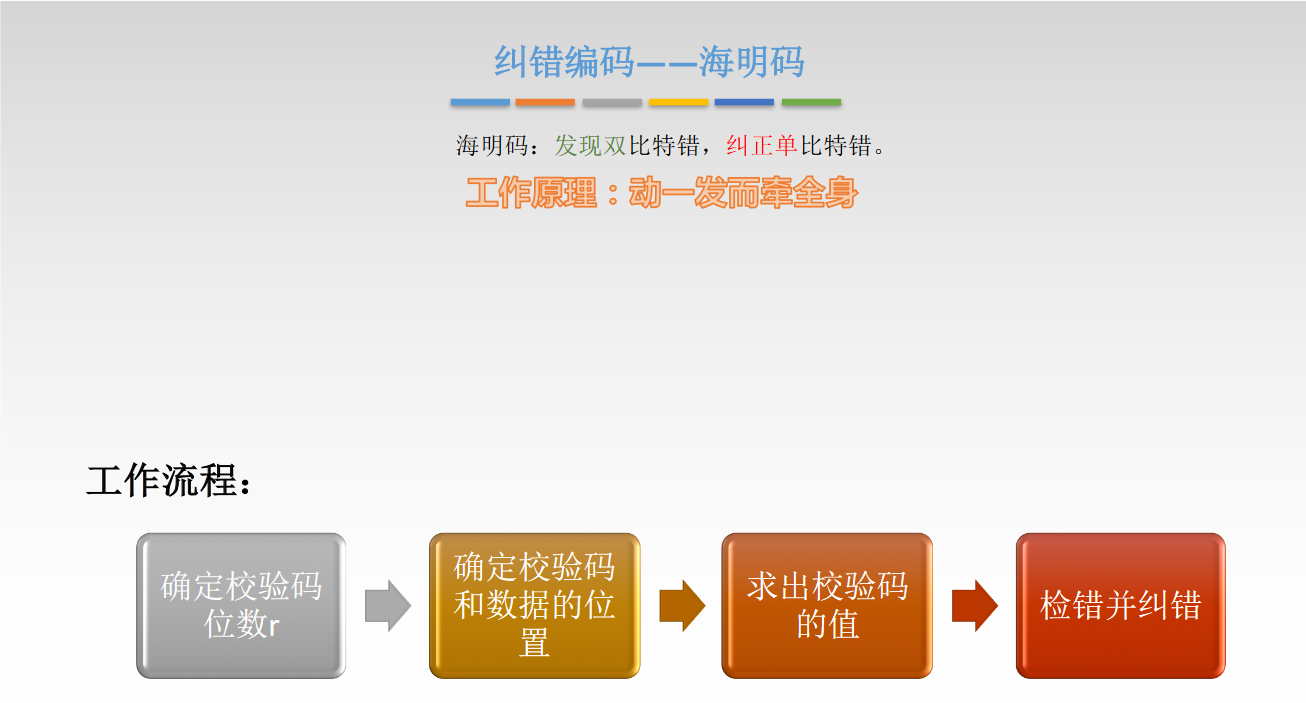 纠错编码——海明码
海明码：发现双比特错，纠正单比特错。
工作原理：动一发而牵全身
工作流程：
确定校验码
位数r
确定校验码
和数据的位
置
求出校验码
的值
检错并纠错